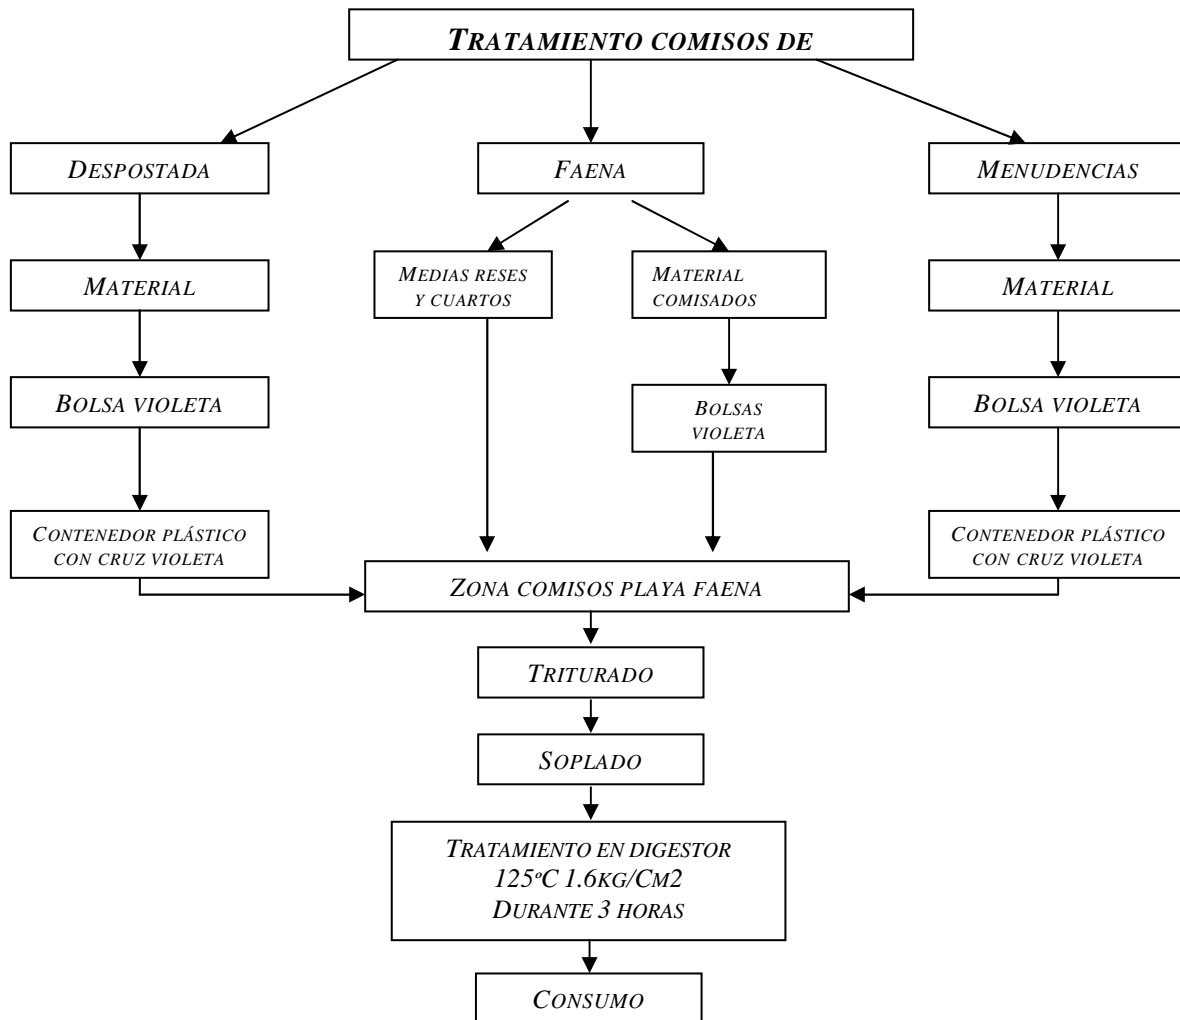 TRATAMIENTO COMISOS DE
DESPOSTADA
FAENA
MENUDENCIAS
MATERIAL
MEDIAS RESES
Y CUARTOS
MATERIAL
COMISADOS
MATERIAL
BOLSA VIOLETA
BOLSAS
VIOLETA
BOLSA VIOLETA
CONTENEDOR PLÁSTICO
CON CRUZ VIOLETA
CONTENEDOR PLÁSTICO
CON CRUZ VIOLETA
ZONA COMISOS PLAYA FAENA
TRITURADO
SOPLADO
TRATAMIENTO EN DIGESTOR
125ºC 1.6KG/CM2
DURANTE 3 HORAS
CONSUMO